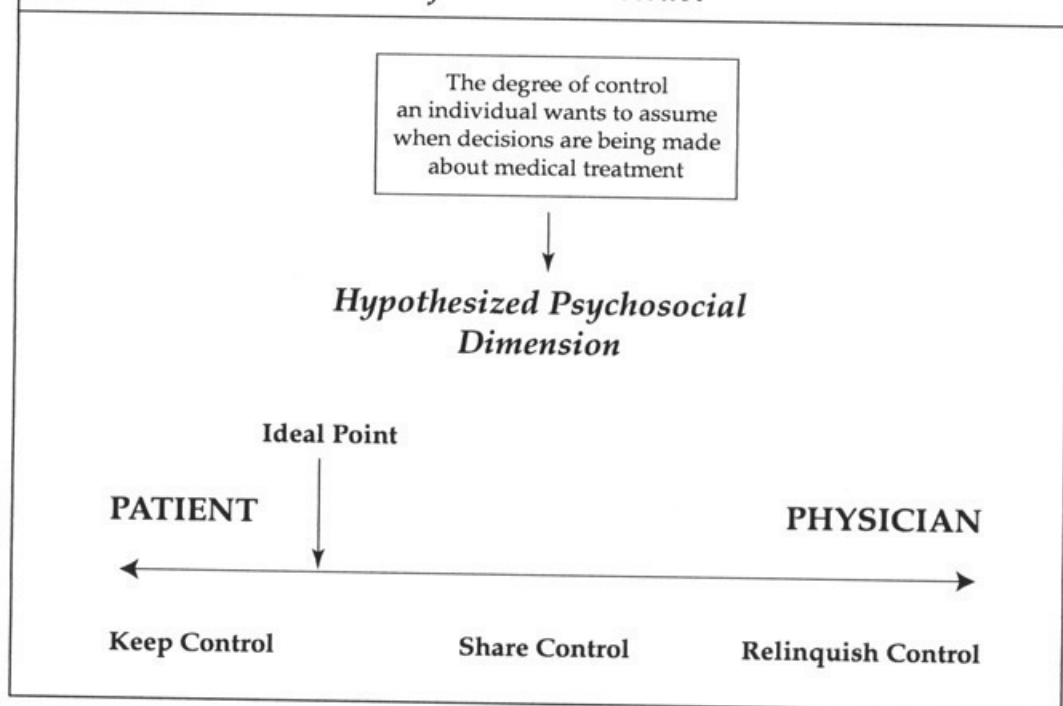 The degree of control
an individual wants to assume
when decisions are being made
about medical treatment
Hypothesized Psychosocial
Dimension
Ideal Point
PATIENT
PHYSICIAN
Keep Control
Share Control
Relinquish Control